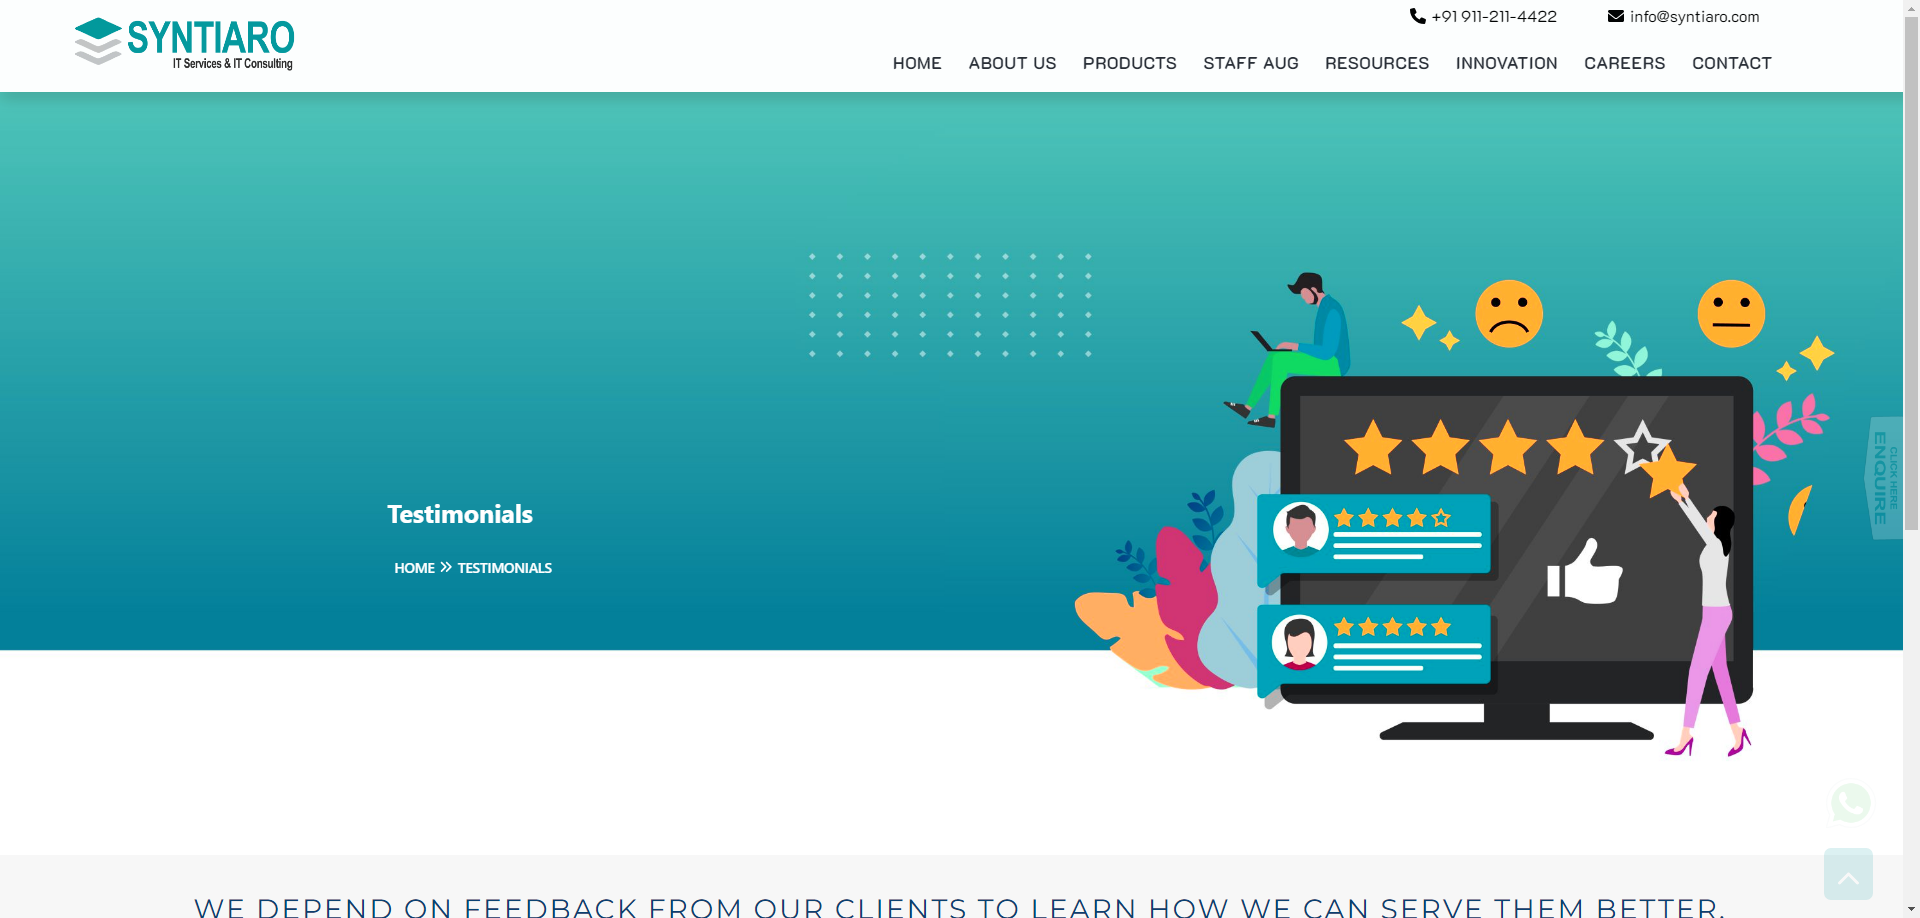 SYNTIARO
IT Services & IT Consulting
+91 911-211-4422
info@syntiaro.com
HOME
ABOUT US
PRODUCTS
STAFF AUG
RESOURCES
INNOVATION
CAREERS
CONTACT
Testimonials
HOME » TESTIMONIALS
CLICK HERE
ENQUIRE
WE DEPEND ON FEEDBACK FROM OUR CLIENTS TO LEARN HOW WE CAN SERVE THEM BETTER.